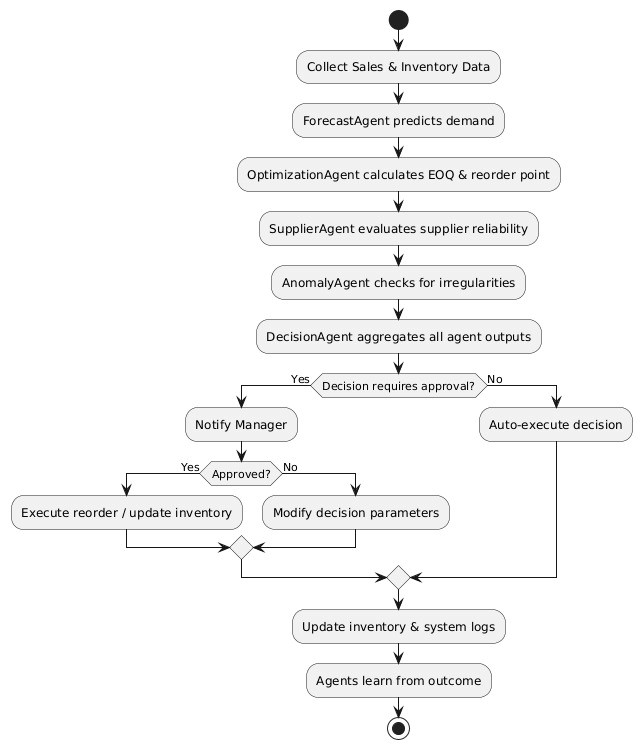 Collect Sales & Inventory Data
ForecastAgent predicts demand
OptimizationAgent calculates EOQ & reorder point
SupplierAgent evaluates supplier reliability
AnomalyAgent checks for irregularities
DecisionAgent aggregates all agent outputs
Yes
Decision requires approval?
No
Notify Manager
Auto-execute decision
Yes
Approved?
No
Execute reorder / update inventory
Modify decision parameters
Update inventory & system logs
Agents learn from outcome